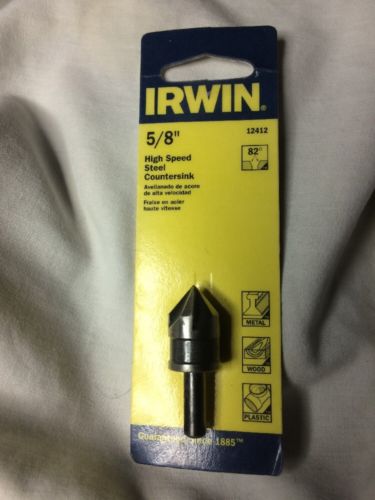 IRWIN®
12412
5/8"
82°
High Speed
Steel
Countersink
Avellanado de acero
de alta velocidad
Fraise en acier
haute vitesse
METAL
WOOD
PLASTIC
Since 1885™